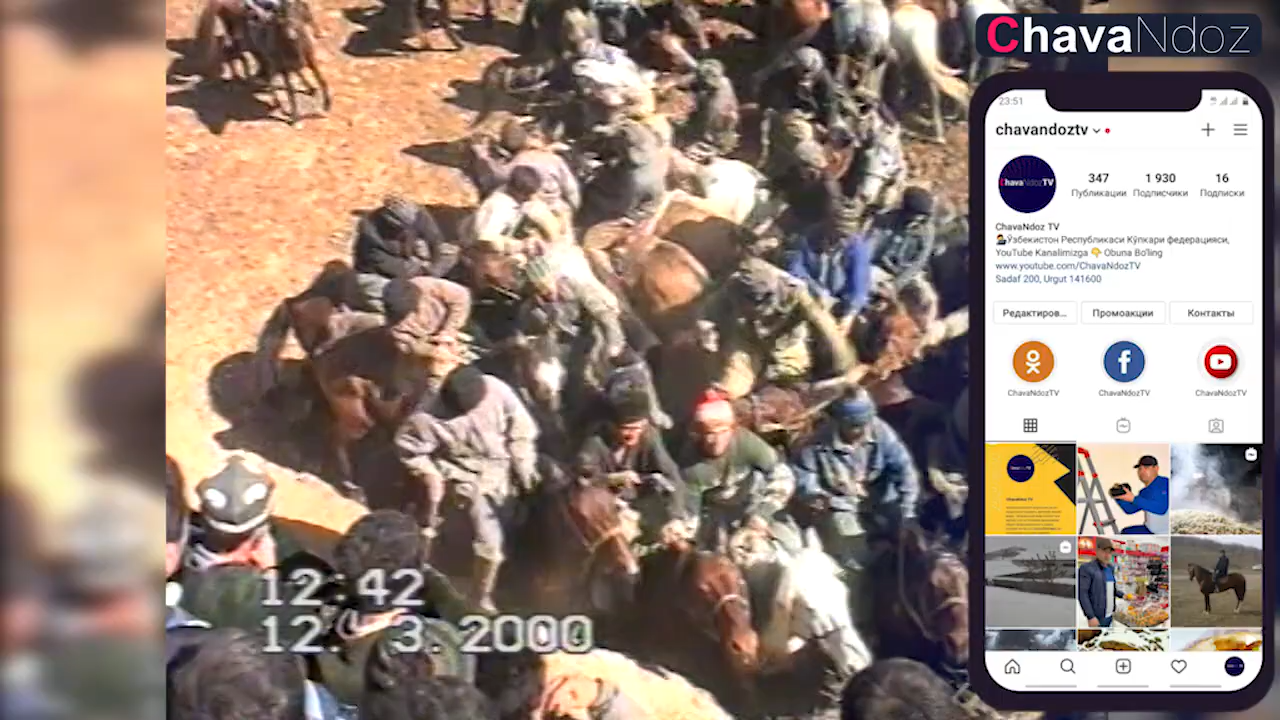 ChavaNdoz
23:51
chavandoztv
347
1 930
16
Публикации
Подписчики
Подписки
ChavaNdozTV
ChavaNdoz TV
Ўзбекистон Республикаси Кўпкари федерацияси,
YouTube Kanalimizga 👇 Obuna Bo'ling
www.youtube.com/ChavaNdozTV
Sadaf 200, Urgut 141600
Редактиров...
Промоакции
Контакты
ChavaNdozTV
ChavaNdozTV
ChavaNdozTV
ChavaNdoz TV
12:42
12. 3. 2000